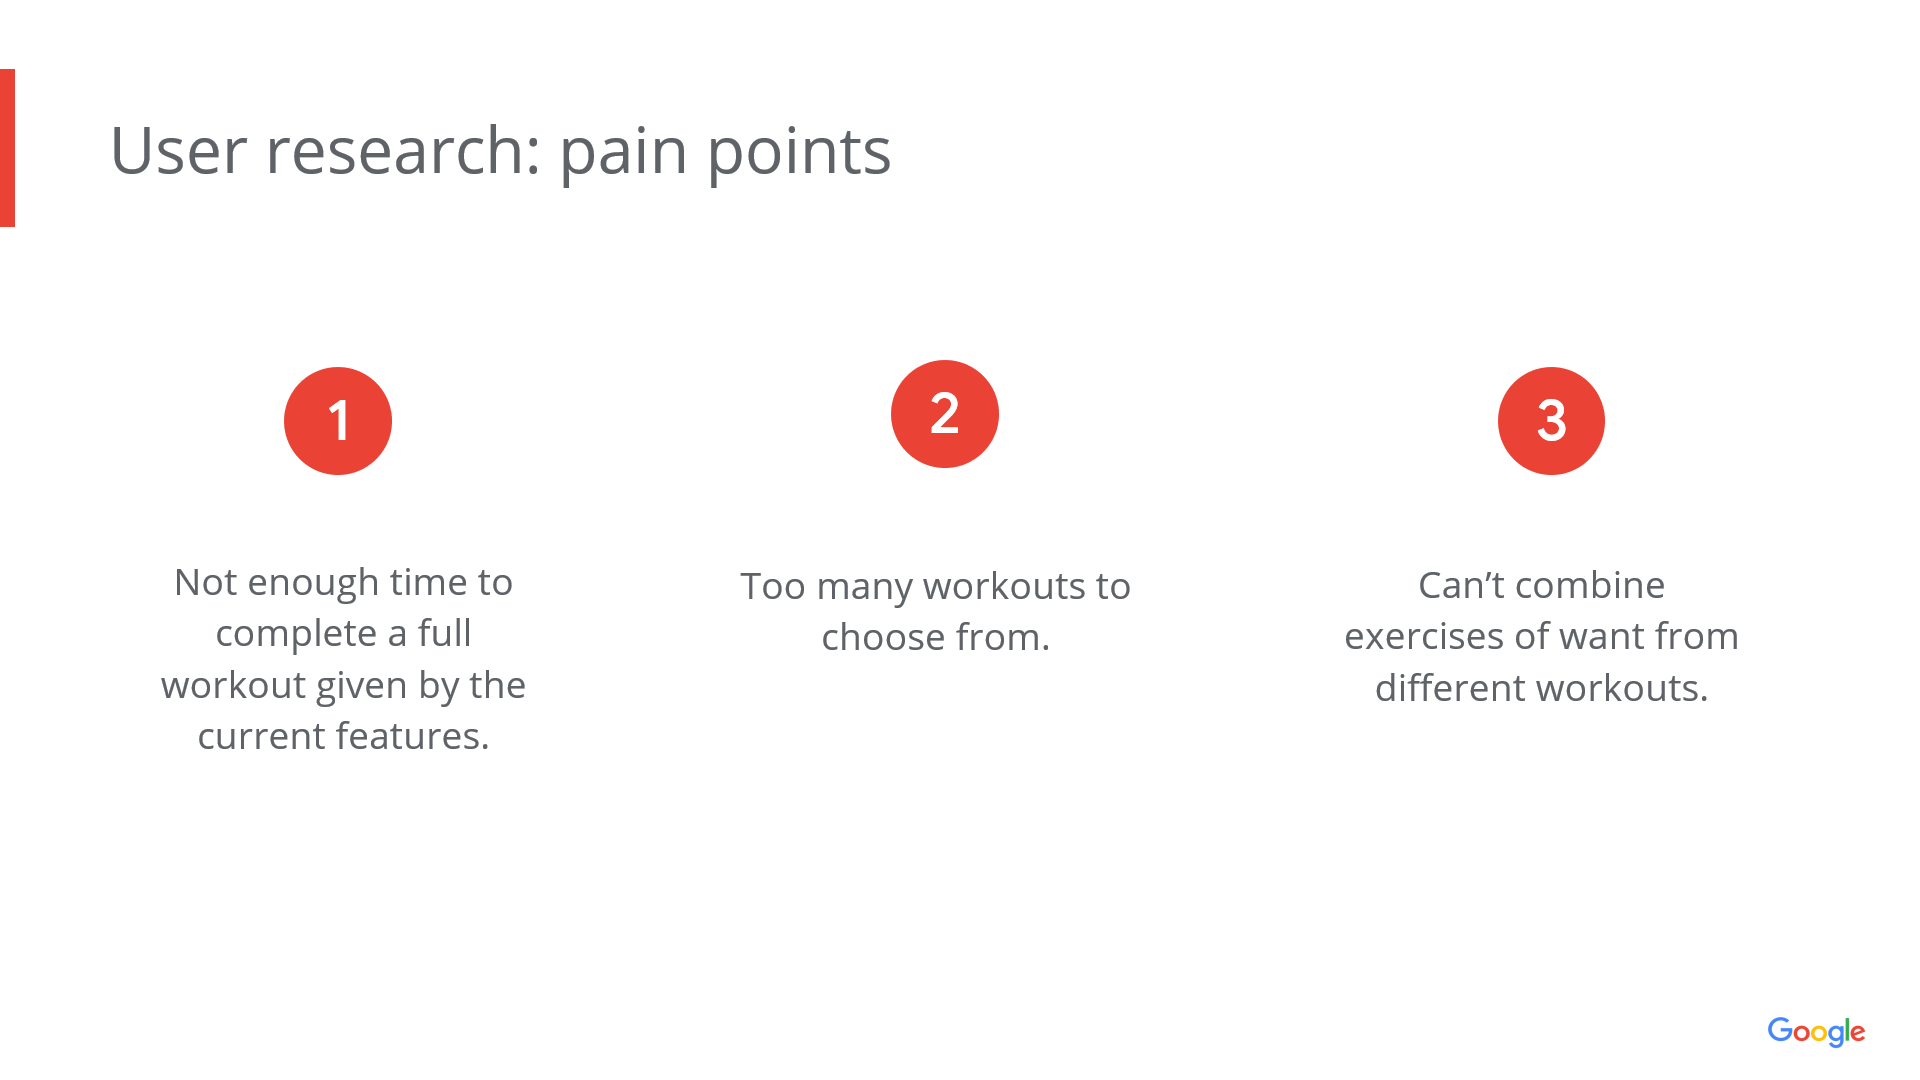 User research: pain points
1
Not enough time to
complete a full
workout given by the
current features.
2
Too many workouts to
choose from.
3
Can’t combine
exercises of want from
different workouts.
Google